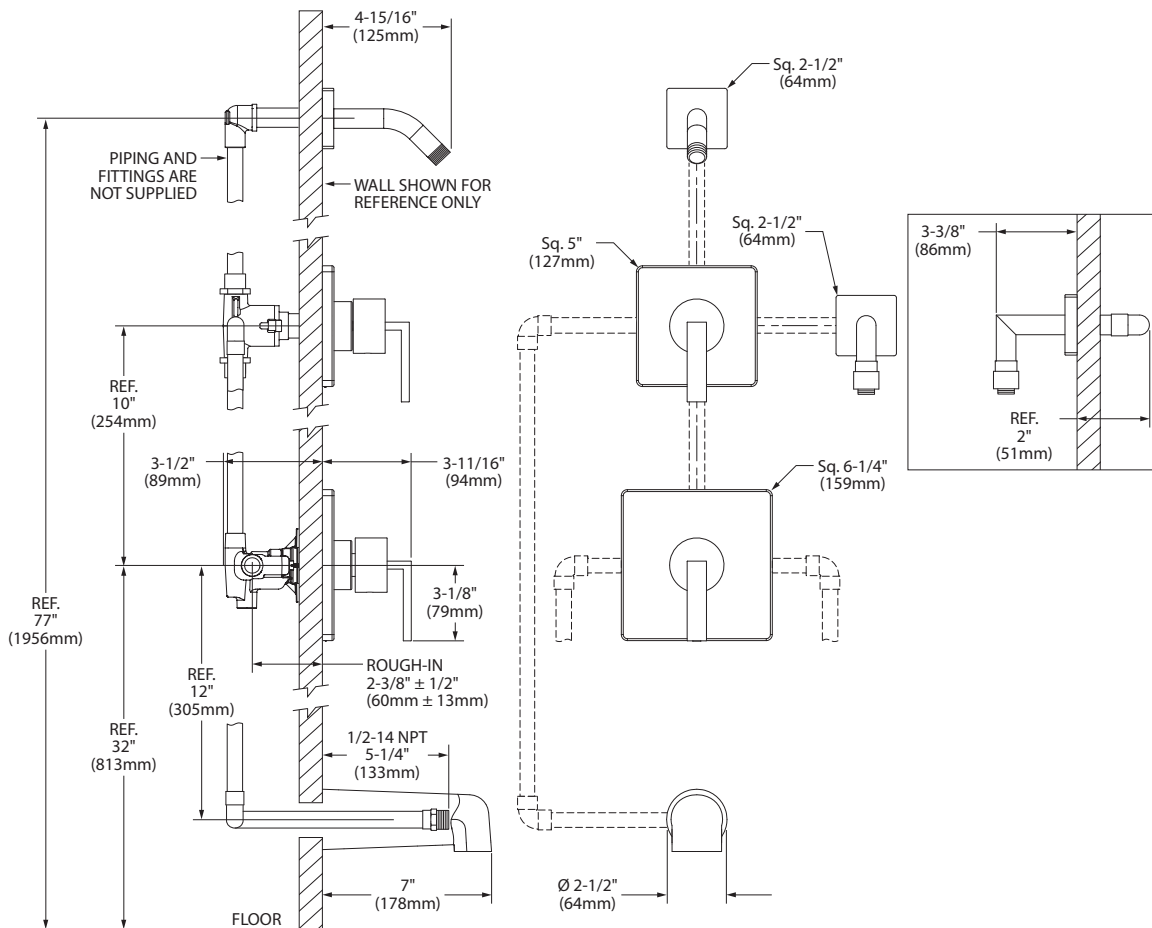 4-15/16"
(125mm)
Sq. 2-1/2"
(64mm)
PIPING AND
FITTINGS ARE
NOT SUPPLIED
WALL SHOWN FOR
REFERENCE ONLY
Sq. 5"
(127mm)
Sq. 2-1/2"
(64mm)
3-3/8"
(86mm)
REF.
2"
(51mm)
REF.
10"
(254mm)
3-1/2"
(89mm)
3-11/16"
(94mm)
Sq. 6-1/4"
(159mm)
3-1/8"
(79mm)
REF.
77"
(1956mm)
ROUGH-IN
2-3/8" ± 1/2"
(60mm ± 13mm)
REF.
12"
(305mm)
REF.
32"
(813mm)
1/2-14 NPT
5-1/4"
(133mm)
7"
(178mm)
Ø 2-1/2"
(64mm)
FLOOR